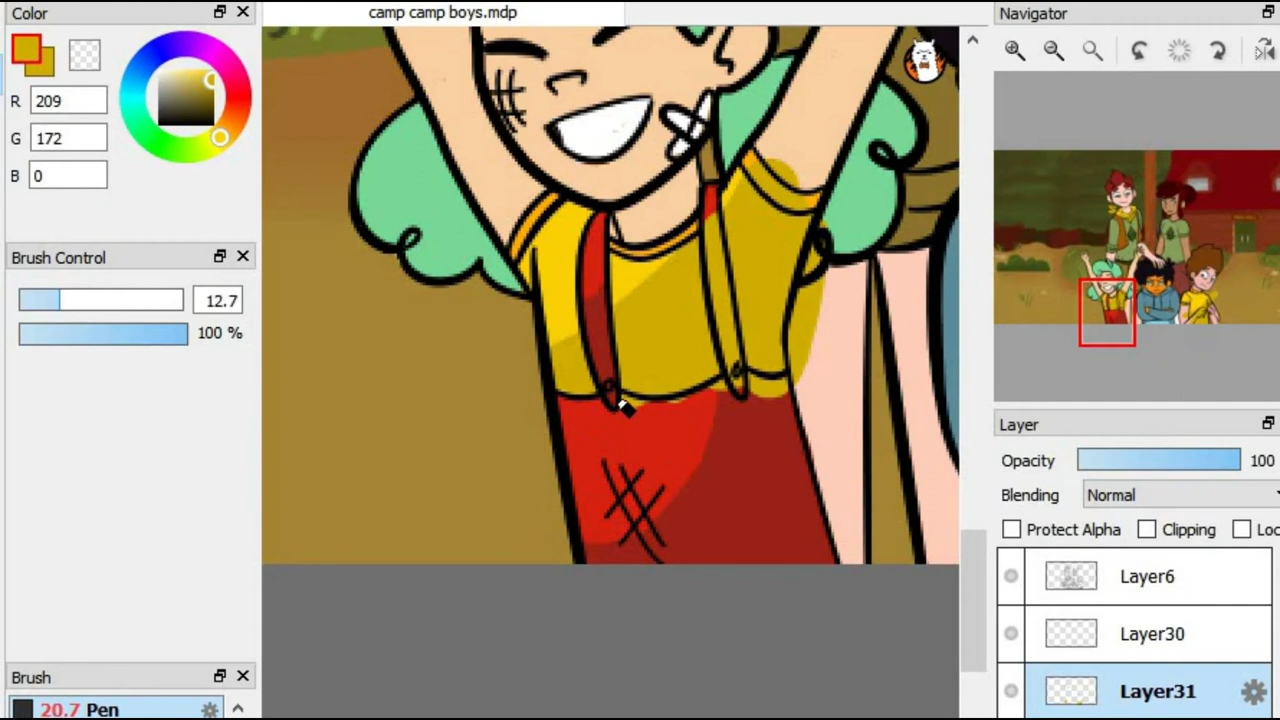 Color
camp camp boys.mdp
Navigator
R 209
G 172
B 0
Brush Control
12.7
100 %
Layer
Opacity 100
Blending Normal
Protect Alpha Clipping Loc
Layer6
Layer30
Layer31
Brush
20.7 Pen